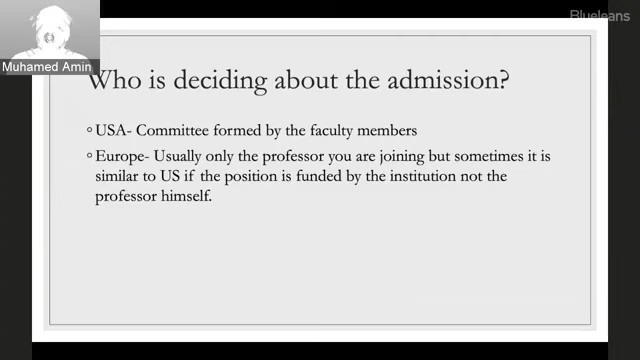 BlueJeans
Muhamed Amin
Who is deciding about the admission?
◦USA- Committee formed by the faculty members
◦Europe- Usually only the professor you are joining but sometimes it is
similar to US if the position is funded by the institution not the
professor himself.